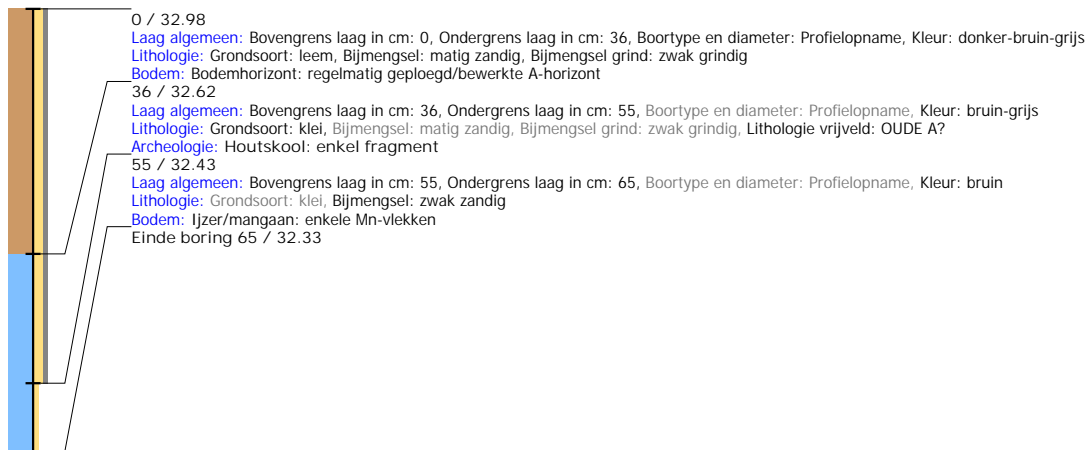 0 / 32.98
Laag algemeen: Bovengrens laag in cm: 0, Ondergrens laag in cm: 36, Boortype en diameter: Profielopname, Kleur: donker-bruin-grijs
Lithologie: Grondsoort: leem, Bijmengsel: matig zandig, Bijmengsel grind: zwak grindig
Bodem: Bodemhorizont: regelmatig geploegd/bewerkte A-horizont
36 / 32.62
Laag algemeen: Bovengrens laag in cm: 36, Ondergrens laag in cm: 55, Boortype en diameter: Profielopname, Kleur: bruin-grijs
Lithologie: Grondsoort: klei, Bijmengsel: matig zandig, Bijmengsel grind: zwak grindig, Lithologie vrijveld: OUDE A?
Archeologie: Houtskool: enkel fragment
55 / 32.43
Laag algemeen: Bovengrens laag in cm: 55, Ondergrens laag in cm: 65, Boortype en diameter: Profielopname, Kleur: bruin
Lithologie: Grondsoort: klei, Bijmengsel: zwak zandig
Bodem: Ijzer/mangaan: enkele Mn-vlekken
Einde boring 65 / 32.33